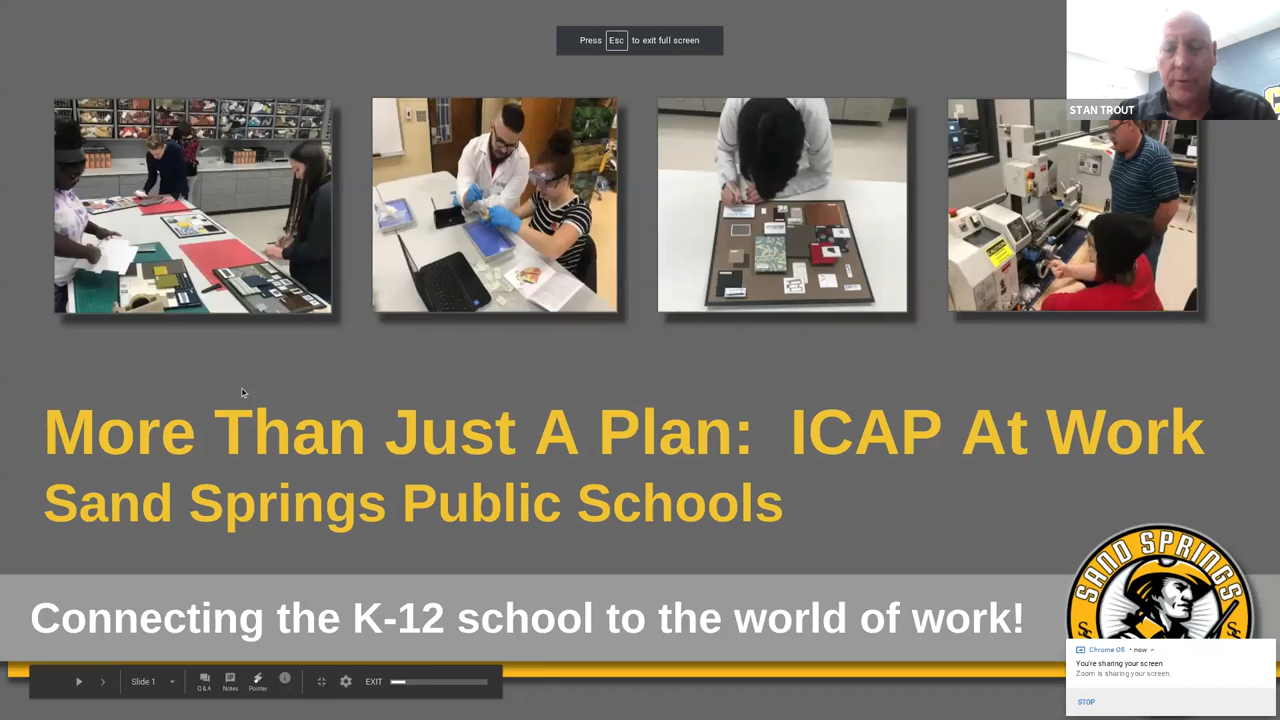 Press Esc to exit full screen
STAN TROUT
CAUTION
More Than Just A Plan: ICAP At Work
Sand Springs Public Schools
SAND SPRINGS
Connecting the K-12 school to the world of work!
Chrome OS • now
You're sharing your screen
Zoom is sharing your screen.
STOP
Slide 1
Q&A
Notes
Pointer
EXIT